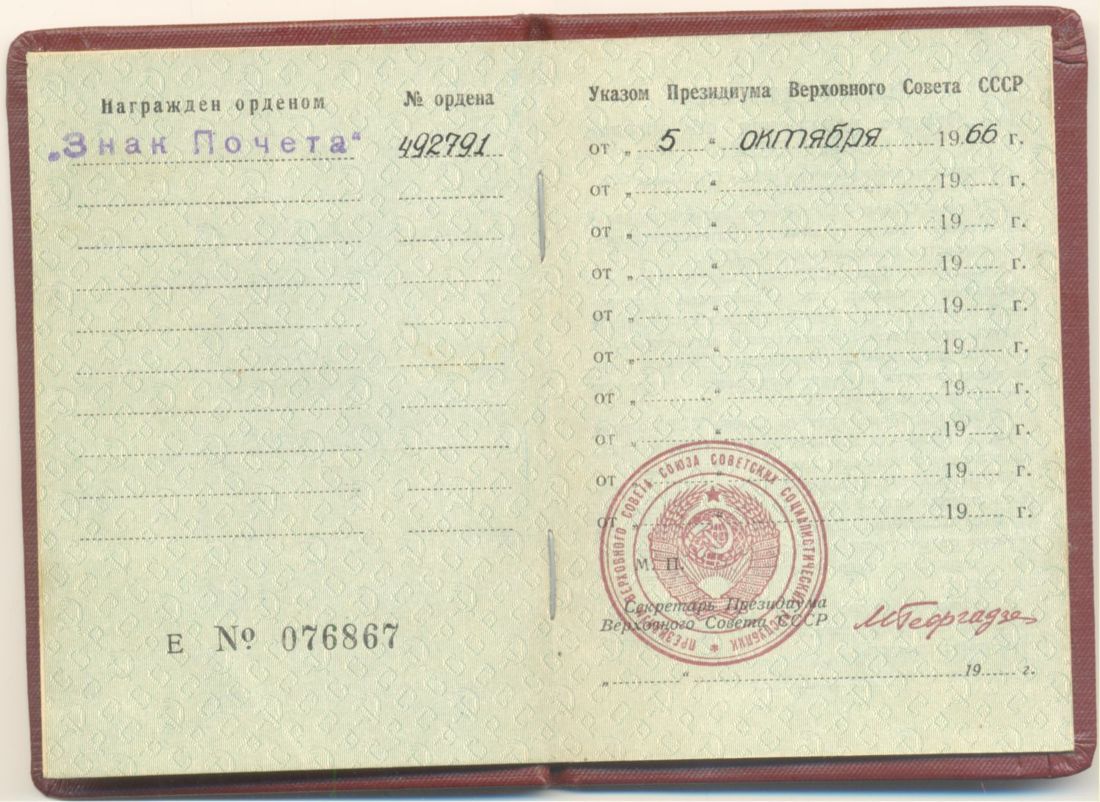 Награжден орденом
№ ордена
„Знак Почета“
492791
Е № 076867
Указом Президиума Верховного Совета СССР
от „ 5 “ октября 1966 г.
от „ “ 19 г.
от „ “ 19 г.
от „ “ 19 г.
от „ “ 19 г.
от „ “ 19 г.
от „ “ 19 г.
от „ “ 19 г.
от „ “ 19 г.
от „ “ 19 г.
ПРЕЗИДИУМ ВЕРХОВНОГО СОВЕТА СОЮЗА СОВЕТСКИХ СОЦИАЛИСТИЧЕСКИХ РЕСПУБЛИК
М. П.
Секретарь Президиума
Верховного Совета СССР
МГеоргадзе
„ “ 19 г.